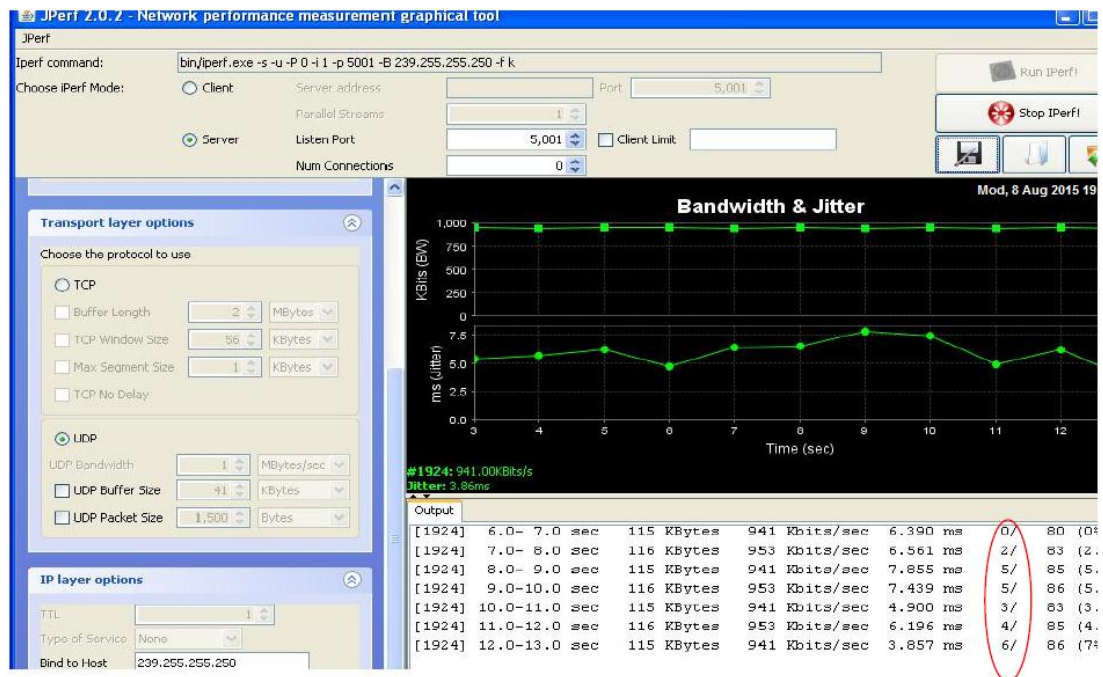 JPerf 2.0.2 - Network performance measurement graphical tool
JPerf
Iperf command: bin/iperf.exe -s -u -P 0 -i 1 -p 5001 -B 239.255.255.250 -f k
Run IPerf!
Choose iPerf Mode: Client Server address Port 5,001
Parallel Streams 1
Stop IPerf!
Server Listen Port 5,001 Client Limit
Num Connections 0
Transport layer options
Choose the protocol to use
TCP
Buffer Length 2 MBytes
TCP Window Size 56 KBytes
Max Segment Size 1 KBytes
TCP No Delay
UDP
UDP Bandwidth 1 MBytes/sec
UDP Buffer Size 41 KBytes
UDP Packet Size 1,500 Bytes
IP layer options
TTL 1
Type of Service None
Bind to Host 239.255.255.250
Mod, 8 Aug 2015 19
Bandwidth & Jitter
KBits (BW)
1,000
750
500
250
0
ms (Jitter)
7.5
5.0
2.5
0.0
3 4 5 6 7 8 9 10 11 12
Time (sec)
#1924: 941.00KBits/s
Jitter: 3.86ms
Output
[1924] 6.0- 7.0 sec 115 KBytes 941 Kbits/sec 6.390 ms 0/ 80 (0%
[1924] 7.0- 8.0 sec 116 KBytes 953 Kbits/sec 6.561 ms 2/ 83 (2.
[1924] 8.0- 9.0 sec 115 KBytes 941 Kbits/sec 7.855 ms 5/ 85 (5.
[1924] 9.0-10.0 sec 116 KBytes 953 Kbits/sec 7.439 ms 5/ 86 (5.
[1924] 10.0-11.0 sec 115 KBytes 941 Kbits/sec 4.900 ms 3/ 83 (3.
[1924] 11.0-12.0 sec 116 KBytes 953 Kbits/sec 6.196 ms 4/ 85 (4.
[1924] 12.0-13.0 sec 115 KBytes 941 Kbits/sec 3.857 ms 6/ 86 (7%